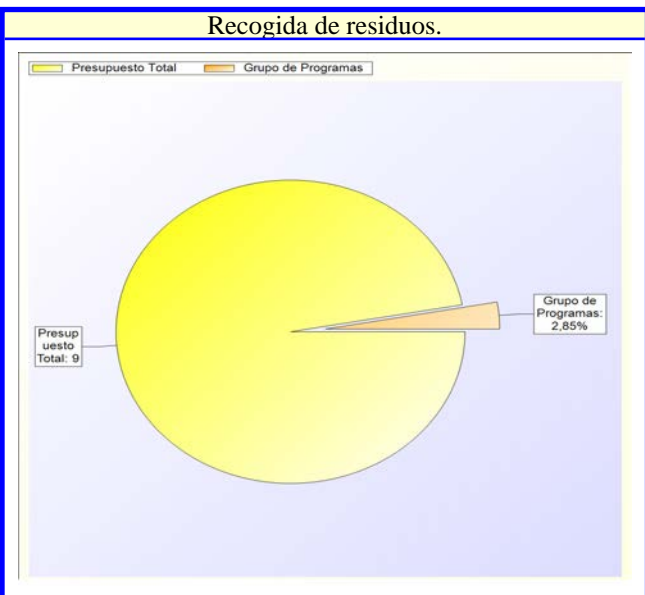 Recogida de residuos.
Presupuesto Total
Grupo de Programas
Grupo de
Programas:
2,85%
Presup
uesto
Total: 9